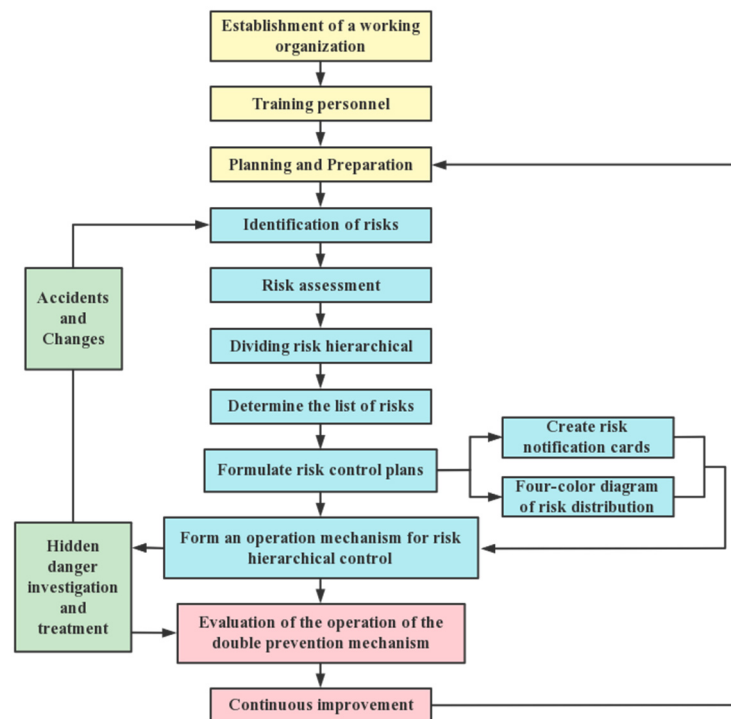 Establishment of a working
organization
Training personnel
Planning and Preparation
Identification of risks
Risk assessment
Accidents
and
Changes
Dividing risk hierarchical
Determine the list of risks
Formulate risk control plans
Create risk
notification cards
Four-color diagram
of risk distribution
Form an operation mechanism for risk
hierarchical control
Hidden
danger
investigation
and
treatment
Evaluation of the operation of the
double prevention mechanism
Continuous improvement